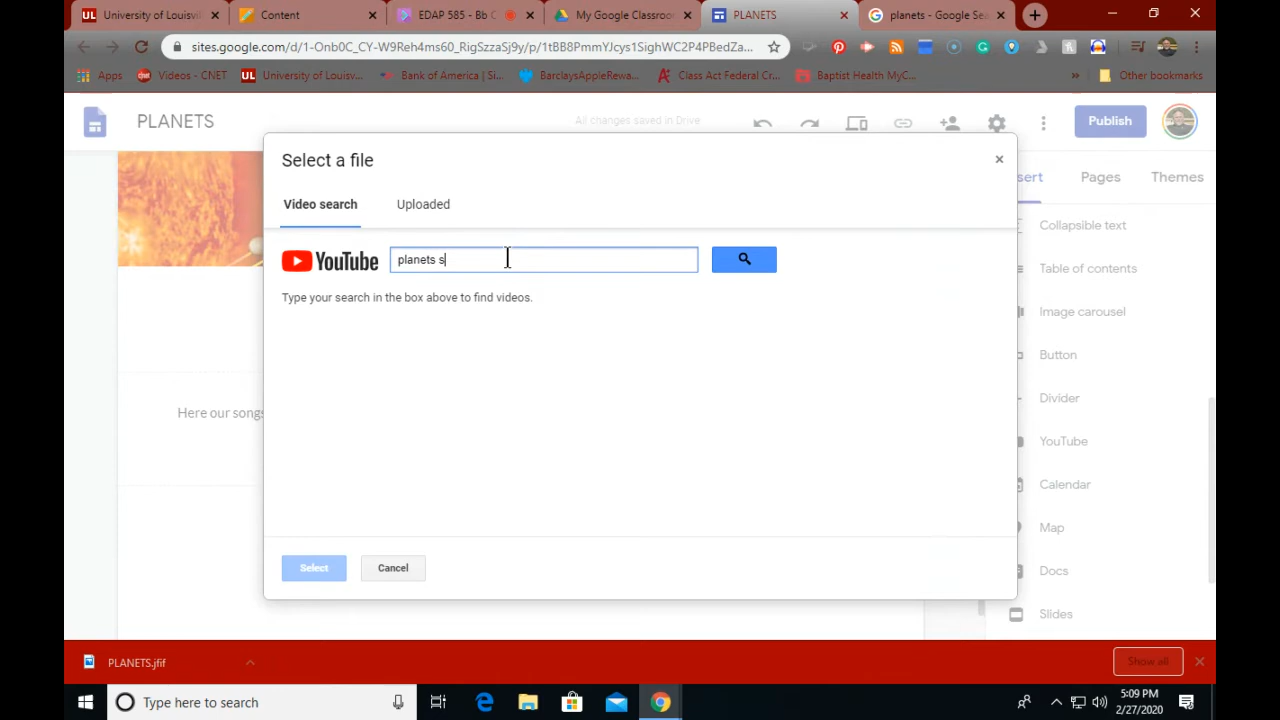 University of Louisvi
Content
EDAP 585 - Bb C
My Google Classroo
PLANETS
planets - Google Sea
sites.google.com/d/1-Onb0C_CY-W9Reh4ms60_RigSzzaSj9y/p/1tBB8PmmYJcys1SighWC2P4PBedZa...
Apps
Videos - CNET
University of Louisv...
Bank of America | Si...
BarclaysAppleRewa...
Class Act Federal Cr...
Baptist Health MyC...
Other bookmarks
PLANETS
All changes saved in Drive
Publish
Select a file
Video search
Uploaded
YouTube
planets s
Type your search in the box above to find videos.
Select
Cancel
Here our songs
sert
Pages
Themes
Collapsible text
Table of contents
Image carousel
Button
Divider
YouTube
Calendar
Map
Docs
Slides
PLANETS.jfif
Show all
Type here to search
5:09 PM
2/27/2020